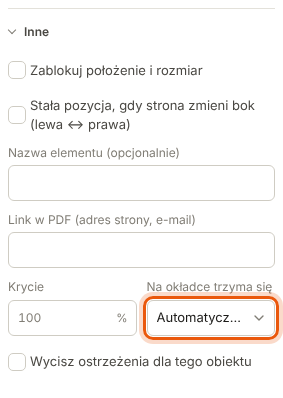 Inne
Zablokuj położenie i rozmiar
Stała pozycja, gdy strona zmieni bok
(lewa ↔ prawa)
Nazwa elementu (opcjonalnie)
Link w PDF (adres strony, e-mail)
Krycie
Na okładce trzyma się
100 %
Automatycz...
Wycisz ostrzeżenia dla tego obiektu